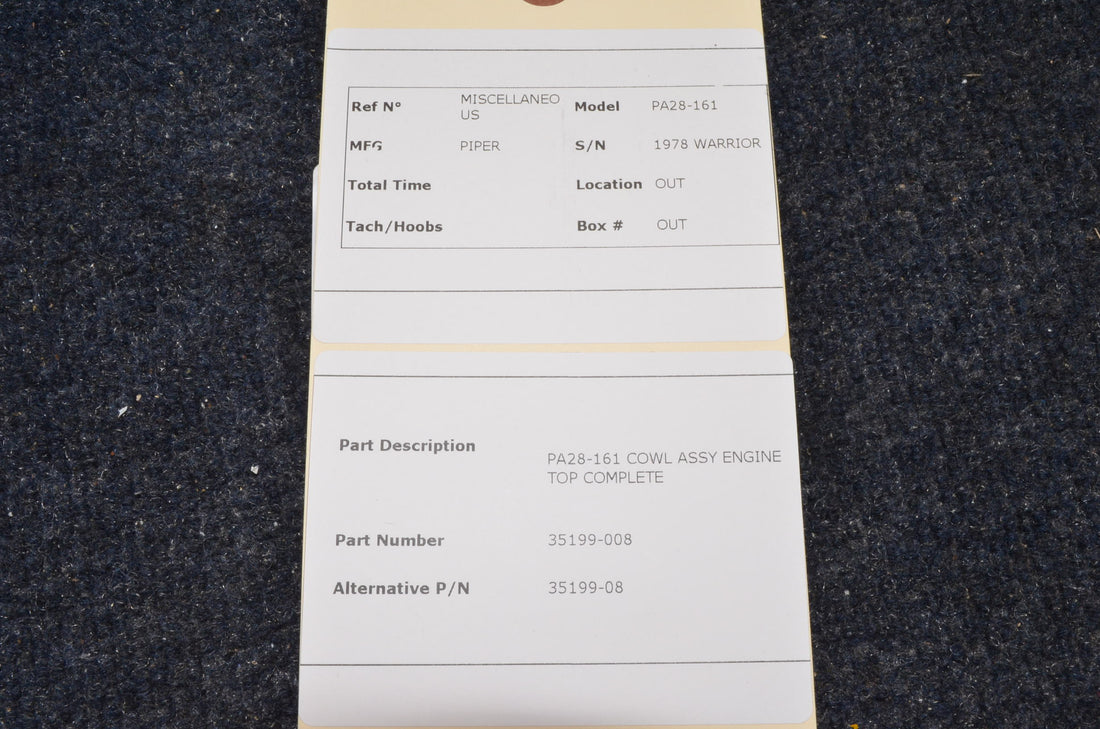 Ref N° MISCELLANEO Model PA28-161
US
MFG PIPER S/N 1978 WARRIOR
Total Time Location OUT
Tach/Hoobs Box # OUT
Part Description
PA28-161 COWL ASSY ENGINE
TOP COMPLETE
Part Number 35199-008
Alternative P/N 35199-08